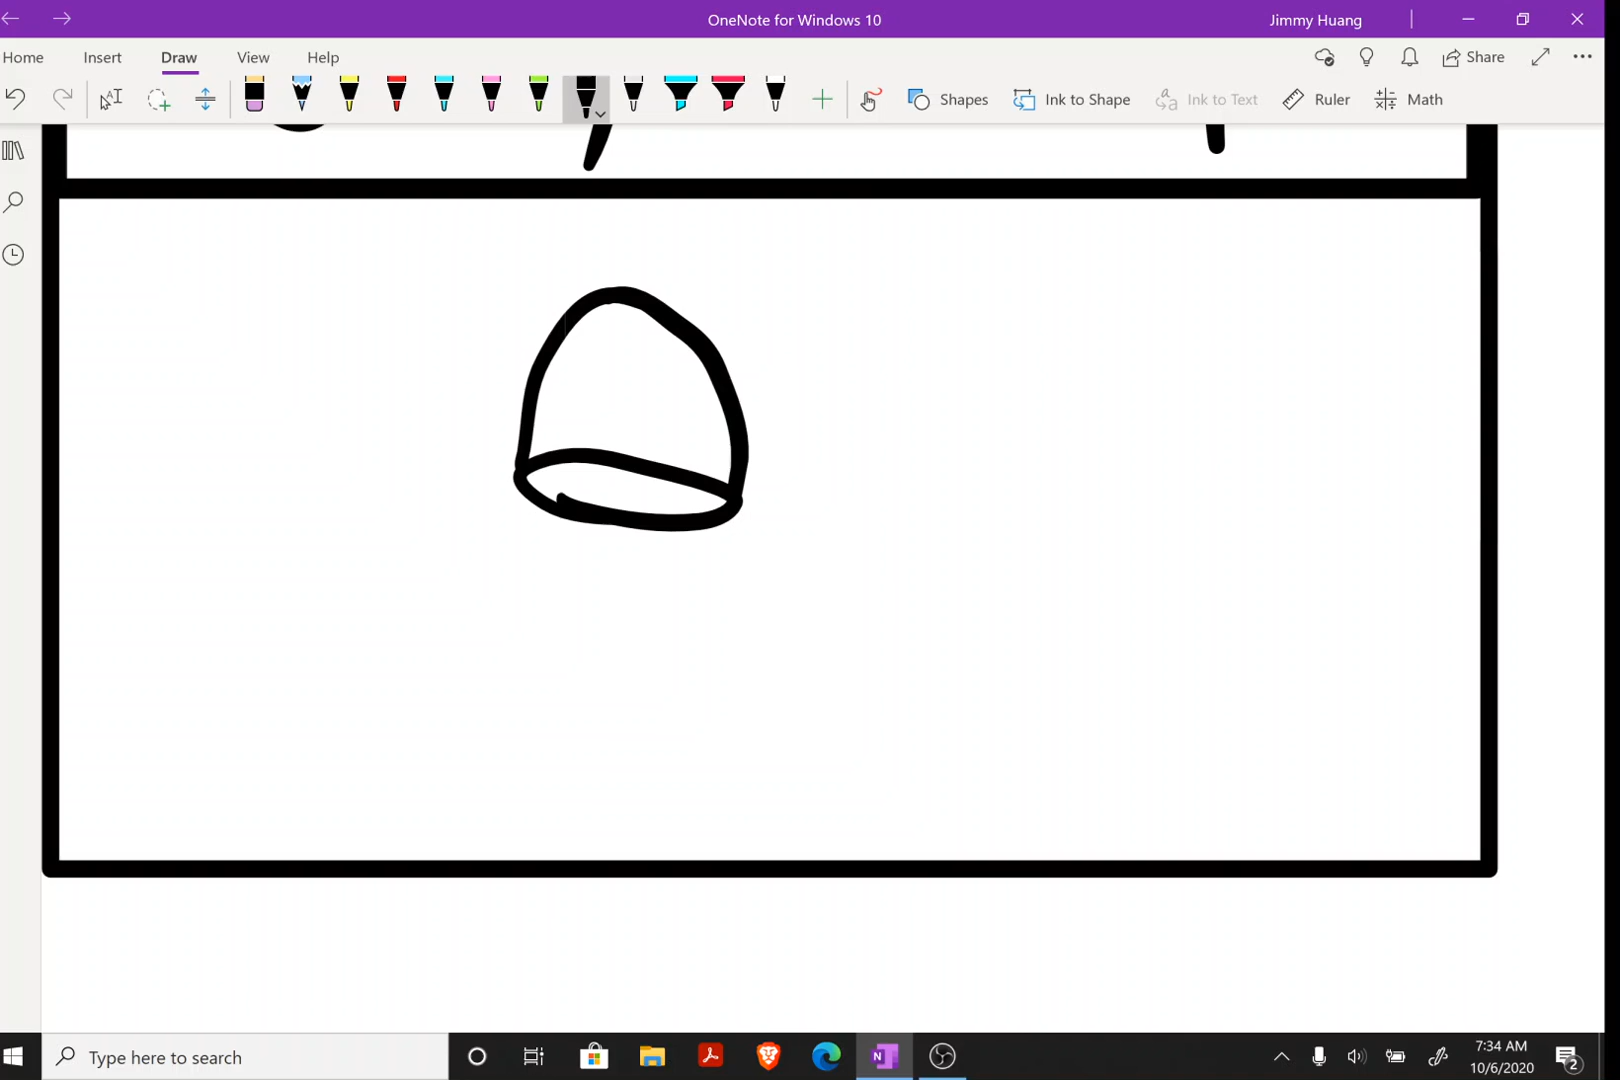 OneNote for Windows 10
Jimmy Huang
Home Insert Draw View Help
Share
Shapes
Ink to Shape
Ink to Text
Ruler
Math
Type here to search
7:34 AM
10/6/2020
2